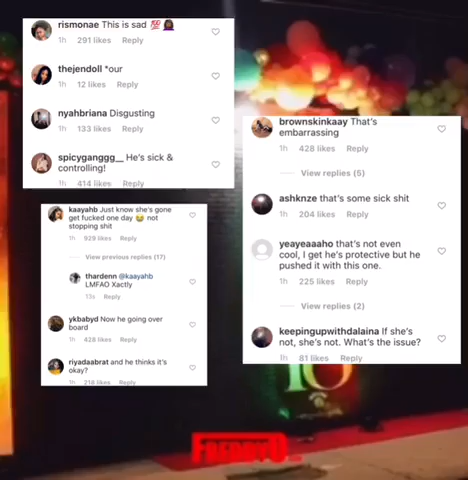 rismonae This is sad 💯🤦🏿‍♀️
1h 291 likes Reply
thejendoll *our
1h 12 likes Reply
nyahbriana Disgusting
1h 133 likes Reply
spicyganggg__ He's sick &
controlling!
1h 414 likes Reply
kaayahb Just know she's gone
get fucked one day 😂 not
stopping shit
1h 929 likes Reply
View previous replies (17)
thardenn @kaayahb
LMFAO Xactly
13s Reply
ykbabyd Now he going over
board
1h 428 likes Reply
riyadaabrat and he thinks it's
okay?
1h 218 likes Reply
brownskinkaay That's
embarrassing
1h 428 likes Reply
View replies (5)
ashknze that's some sick shit
1h 204 likes Reply
yeayeaaaho that's not even
cool, I get he's protective but he
pushed it with this one.
1h 225 likes Reply
View replies (2)
keepingupwithdalaina If she's
not, she's not. What's the issue?
1h 81 likes Reply
FREDDYO